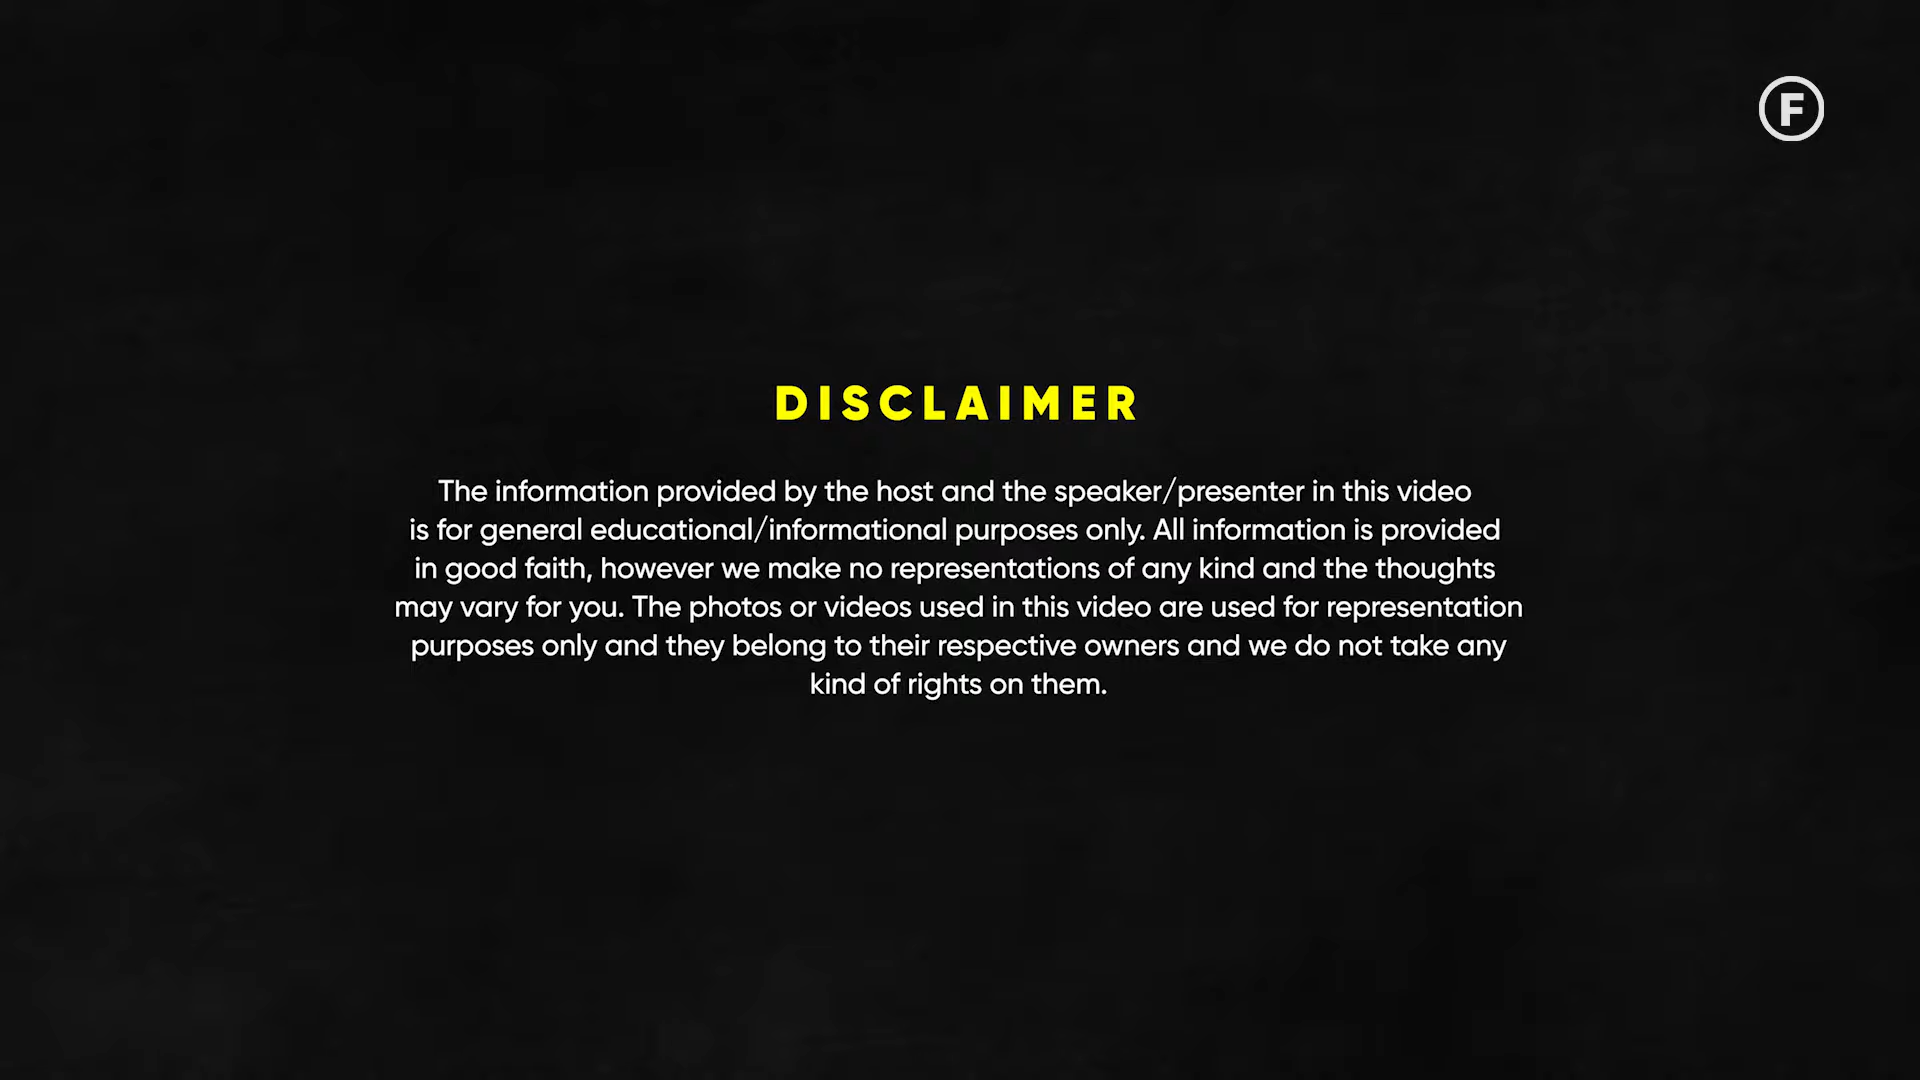 F
DISCLAIMER
The information provided by the host and the speaker/presenter in this video
is for general educational/informational purposes only. All information is provided
in good faith, however we make no representations of any kind and the thoughts
may vary for you. The photos or videos used in this video are used for representation
purposes only and they belong to their respective owners and we do not take any
kind of rights on them.